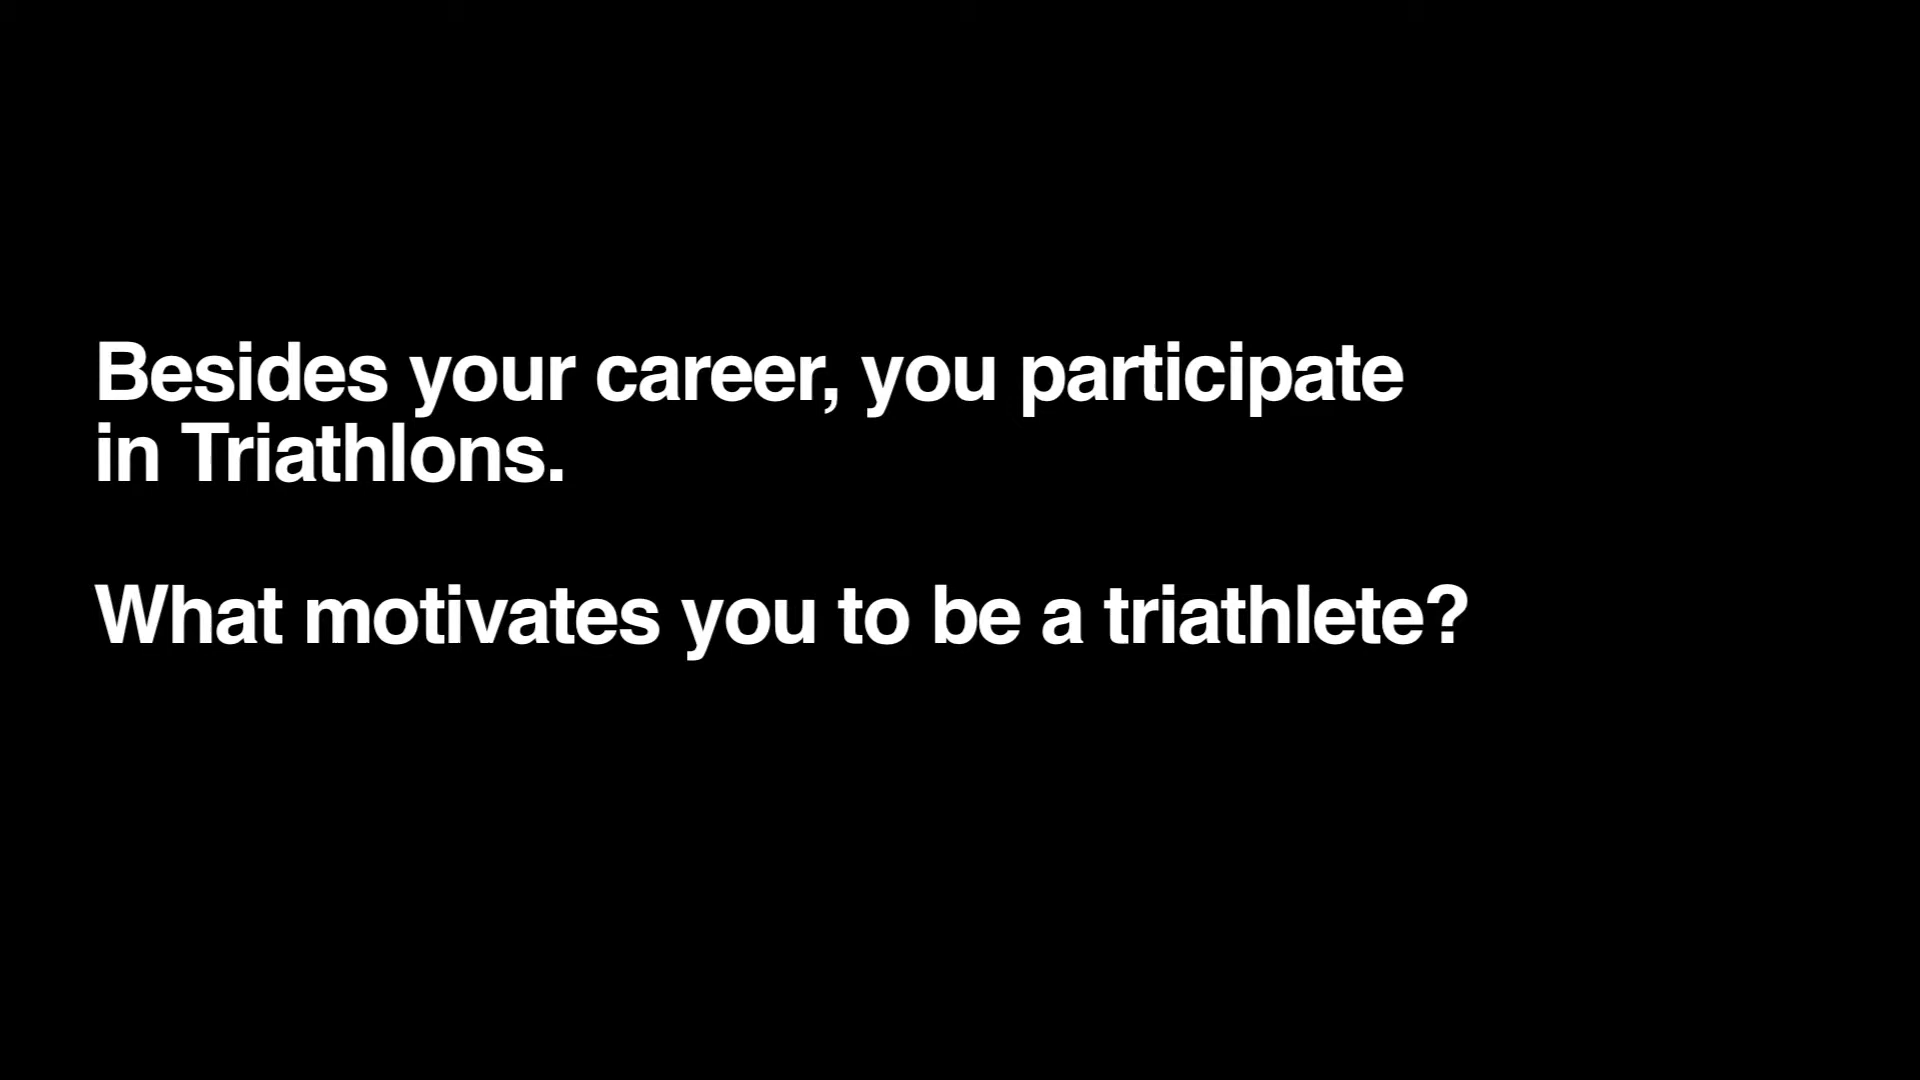 Besides your career, you participate
in Triathlons.
What motivates you to be a triathlete?